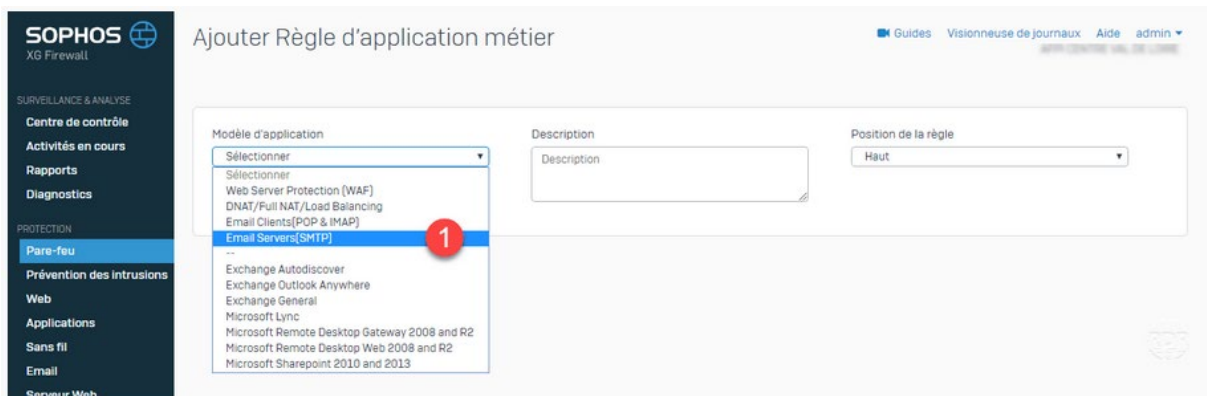 SOPHOS
XG Firewall
Ajouter Règle d'application métier
Guides Visionneuse de journaux Aide admin
SURVEILLANCE & ANALYSE
Centre de contrôle
Activités en cours
Rapports
Diagnostics
PROTECTION
Pare-feu
Prévention des intrusions
Web
Applications
Sans fil
Email
Serveur Web
Modèle d'application
Sélectionner
Sélectionner
Web Server Protection (WAF)
DNAT/Full NAT/Load Balancing
Email Clients(POP & IMAP)
Email Servers(SMTP)
1
--
Exchange Autodiscover
Exchange Outlook Anywhere
Exchange General
Microsoft Lync
Microsoft Remote Desktop Gateway 2008 and R2
Microsoft Remote Desktop Web 2008 and R2
Microsoft Sharepoint 2010 and 2013
Description
Description
Position de la règle
Haut